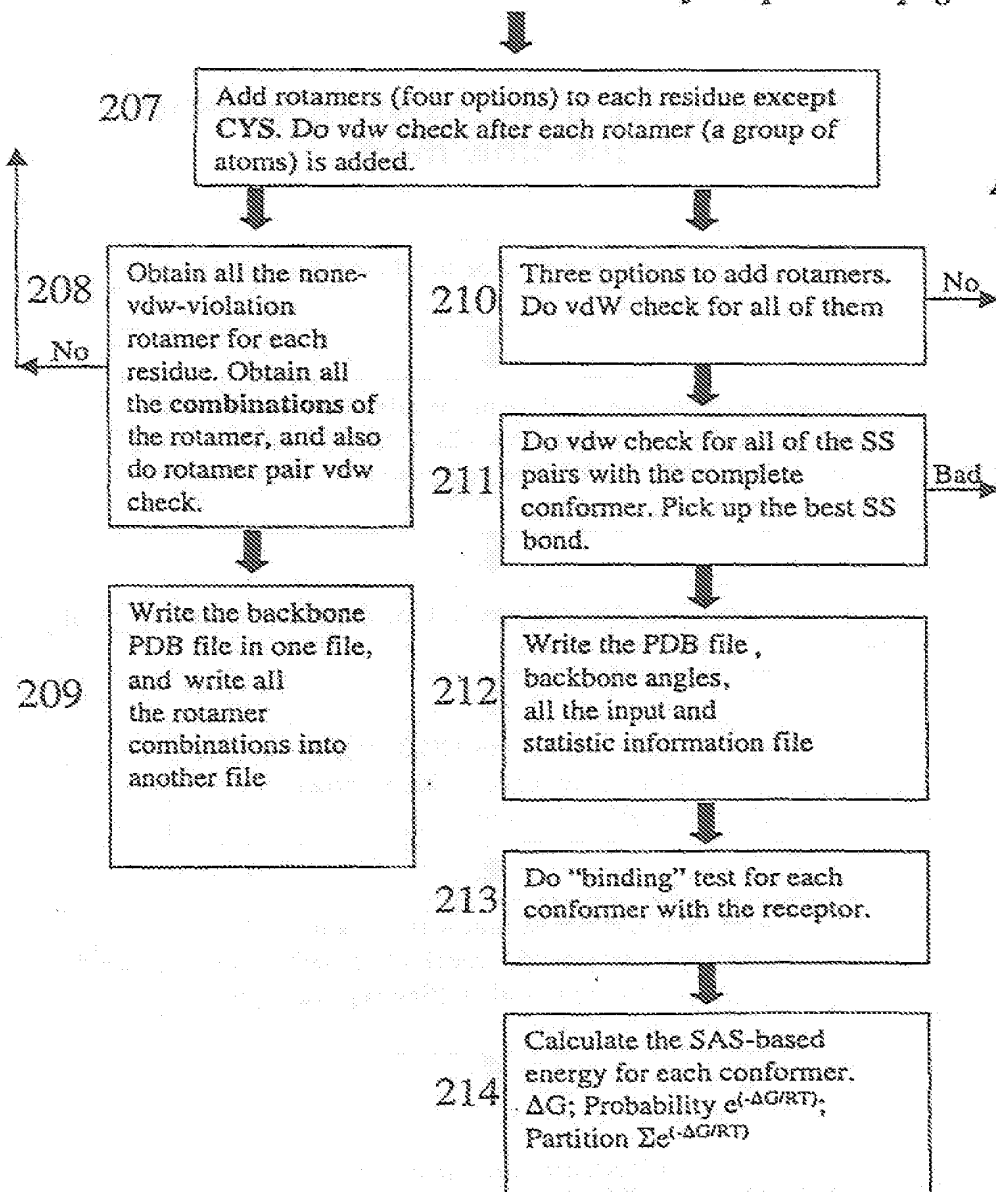 207
Add rotamers (four options) to each residue except
CYS. Do vdw check after each rotamer (a group of
atoms) is added.
208
Obtain all the none-
vdw-violation
rotamer for each
residue. Obtain all
the combinations of
the rotamer, and also
do rotamer pair vdw
check.
No
209
Write the backbone
PDB file in one file,
and write all
the rotamer
combinations into
another file
210
Three options to add rotamers.
Do vdW check for all of them
No
211
Do vdw check for all of the SS
pairs with the complete
conformer. Pick up the best SS
bond.
Bad
212
Write the PDB file ,
backbone angles,
all the input and
statistic information file
213
Do “binding” test for each
conformer with the receptor.
214
Calculate the SAS-based
energy for each conformer.
ΔG; Probability e(-ΔG/RT);
Partition Σe(-ΔG/RT)